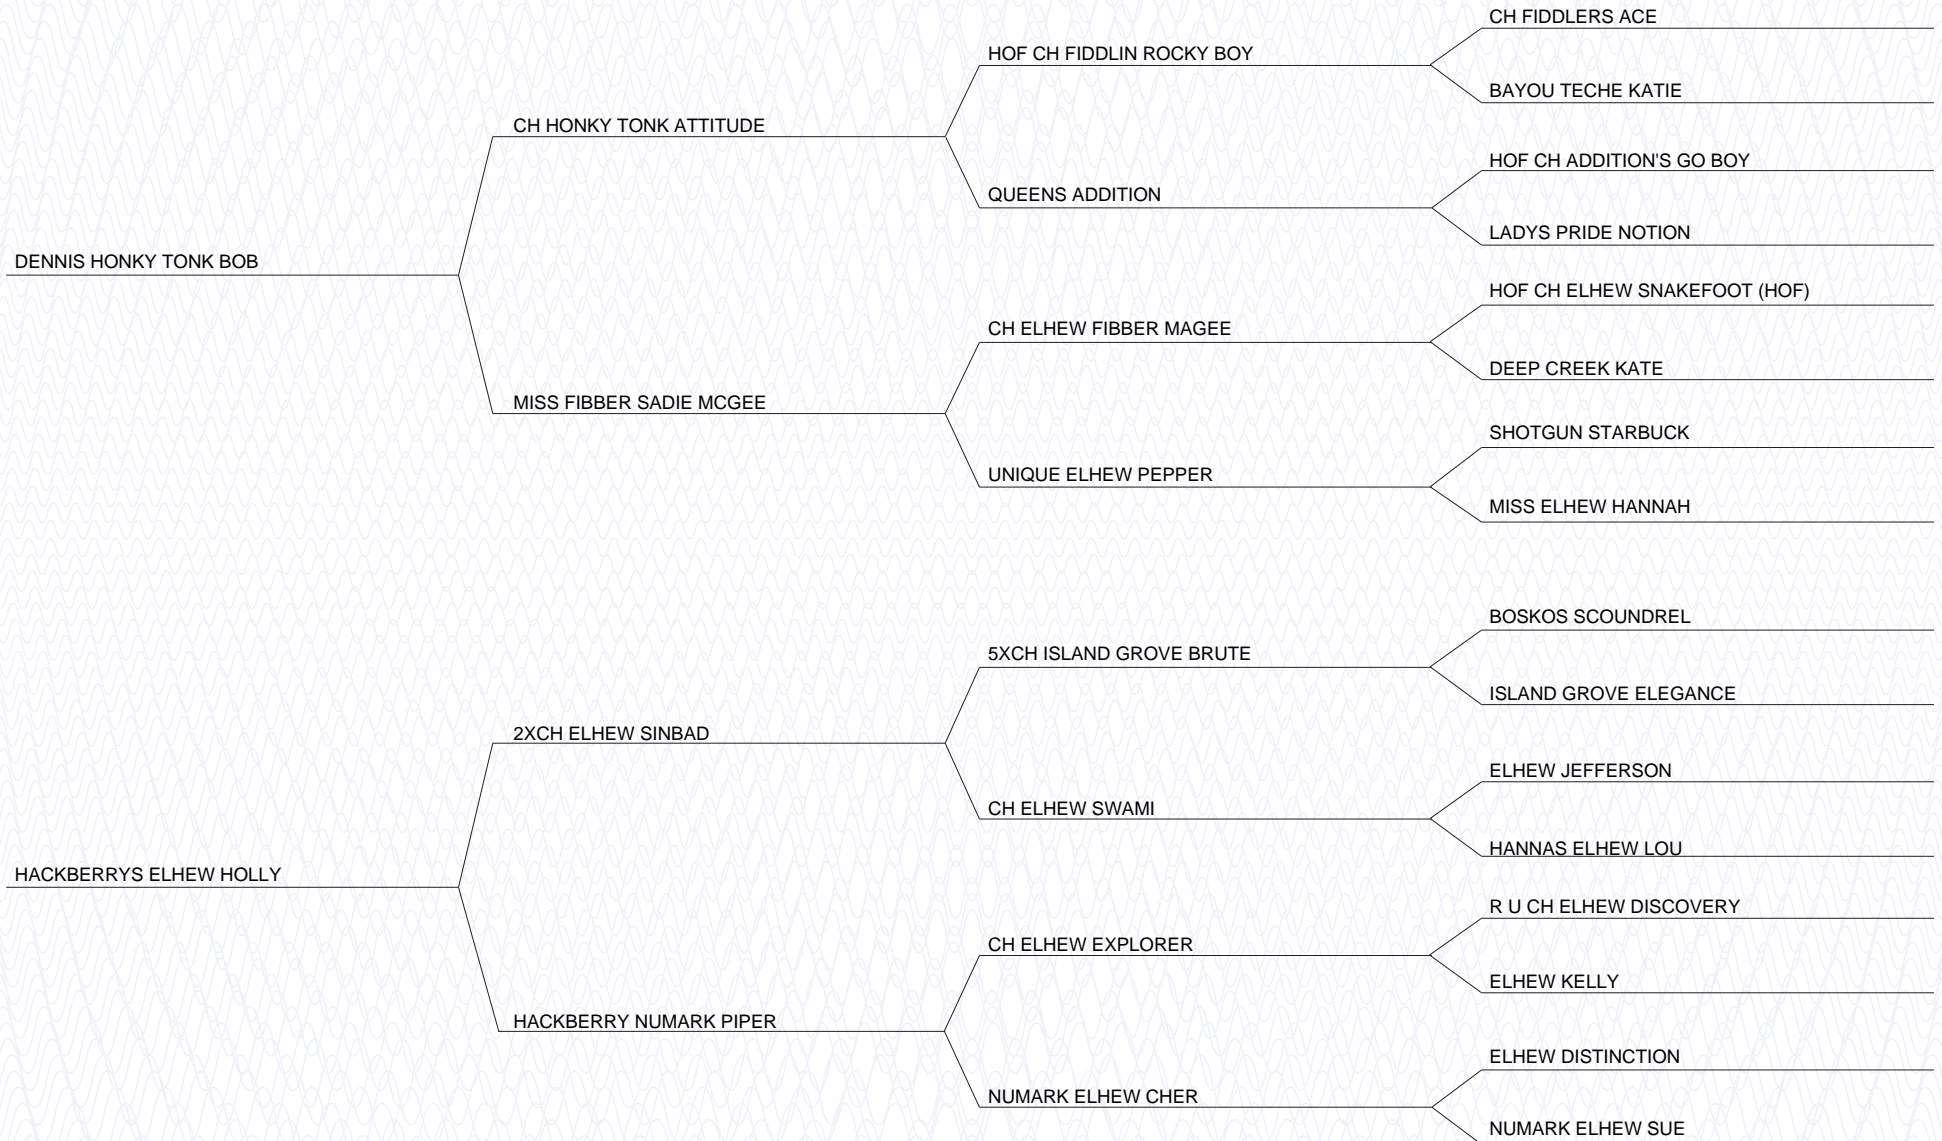 CH FIDDLERS ACE
HOF CH FIDDLIN ROCKY BOY
BAYOU TECHE KATIE
CH HONKY TONK ATTITUDE
HOF CH ADDITION'S GO BOY
QUEENS ADDITION
LADYS PRIDE NOTION
DENNIS HONKY TONK BOB
HOF CH ELHEW SNAKEFOOT (HOF)
CH ELHEW FIBBER MAGEE
DEEP CREEK KATE
MISS FIBBER SADIE MCGEE
SHOTGUN STARBUCK
UNIQUE ELHEW PEPPER
MISS ELHEW HANNAH
BOSKOS SCOUNDREL
5XCH ISLAND GROVE BRUTE
ISLAND GROVE ELEGANCE
2XCH ELHEW SINBAD
ELHEW JEFFERSON
CH ELHEW SWAMI
HANNAS ELHEW LOU
HACKBERRYS ELHEW HOLLY
R U CH ELHEW DISCOVERY
CH ELHEW EXPLORER
ELHEW KELLY
HACKBERRY NUMARK PIPER
ELHEW DISTINCTION
NUMARK ELHEW CHER
NUMARK ELHEW SUE